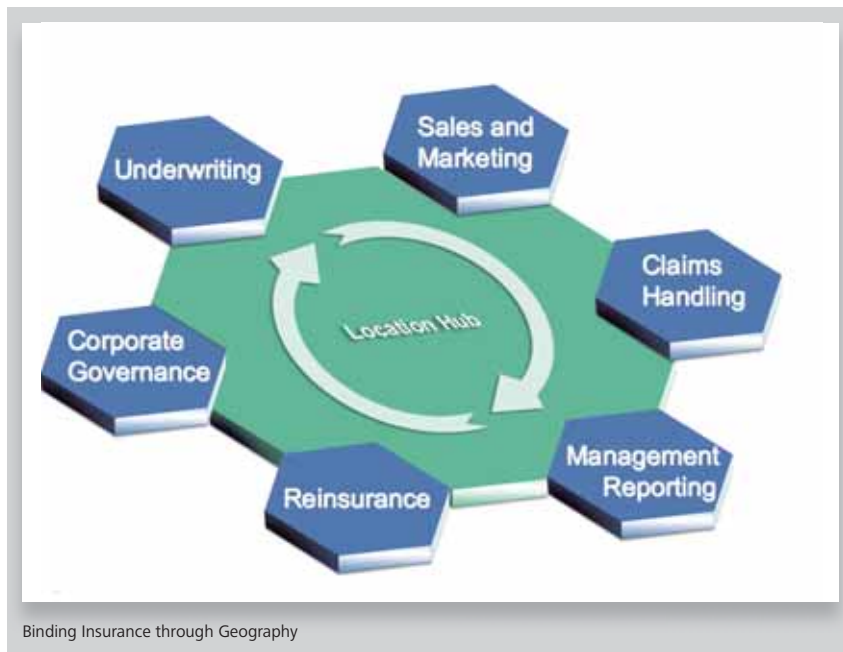 Sales and
Marketing
Underwriting
Claims
Handling
Location Hub
Corporate
Governance
Management
Reporting
Reinsurance
Binding Insurance through Geography